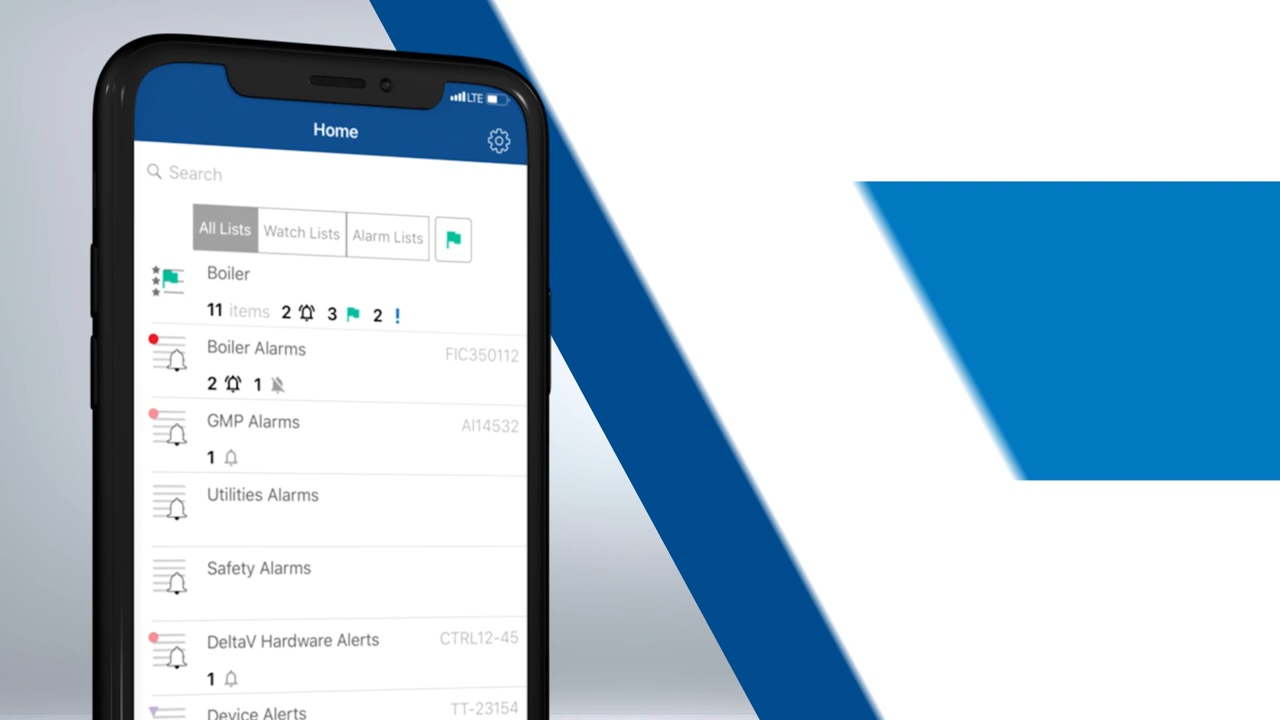 LTE
Home
Search
All Lists Watch Lists Alarm Lists
Boiler
11 items 2 3 2 !
Boiler Alarms FIC350112
2 1
GMP Alarms AI14532
1
Utilities Alarms
Safety Alarms
DeltaV Hardware Alerts CTRL12-45
1
Device Alerts TT-23154